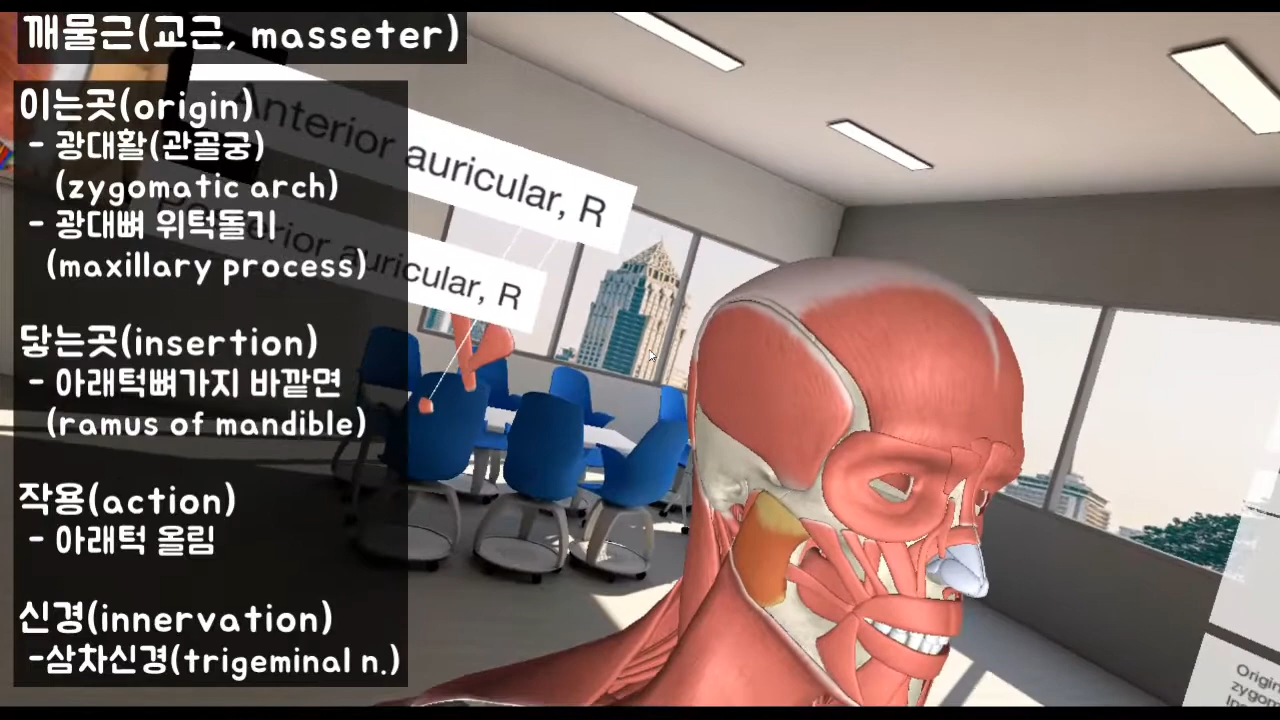 깨물근(교근, masseter)
이는곳(origin)
- 광대활(관골궁)
(zygomatic arch)
- 광대뼈 위턱돌기
(maxillary process)
닿는곳(insertion)
- 아래턱뼈가지 바깥면
(ramus of mandible)
작용(action)
- 아래턱 올림
신경(innervation)
-삼차신경(trigeminal n.)
Anterior auricular, R
Posterior auricular, R